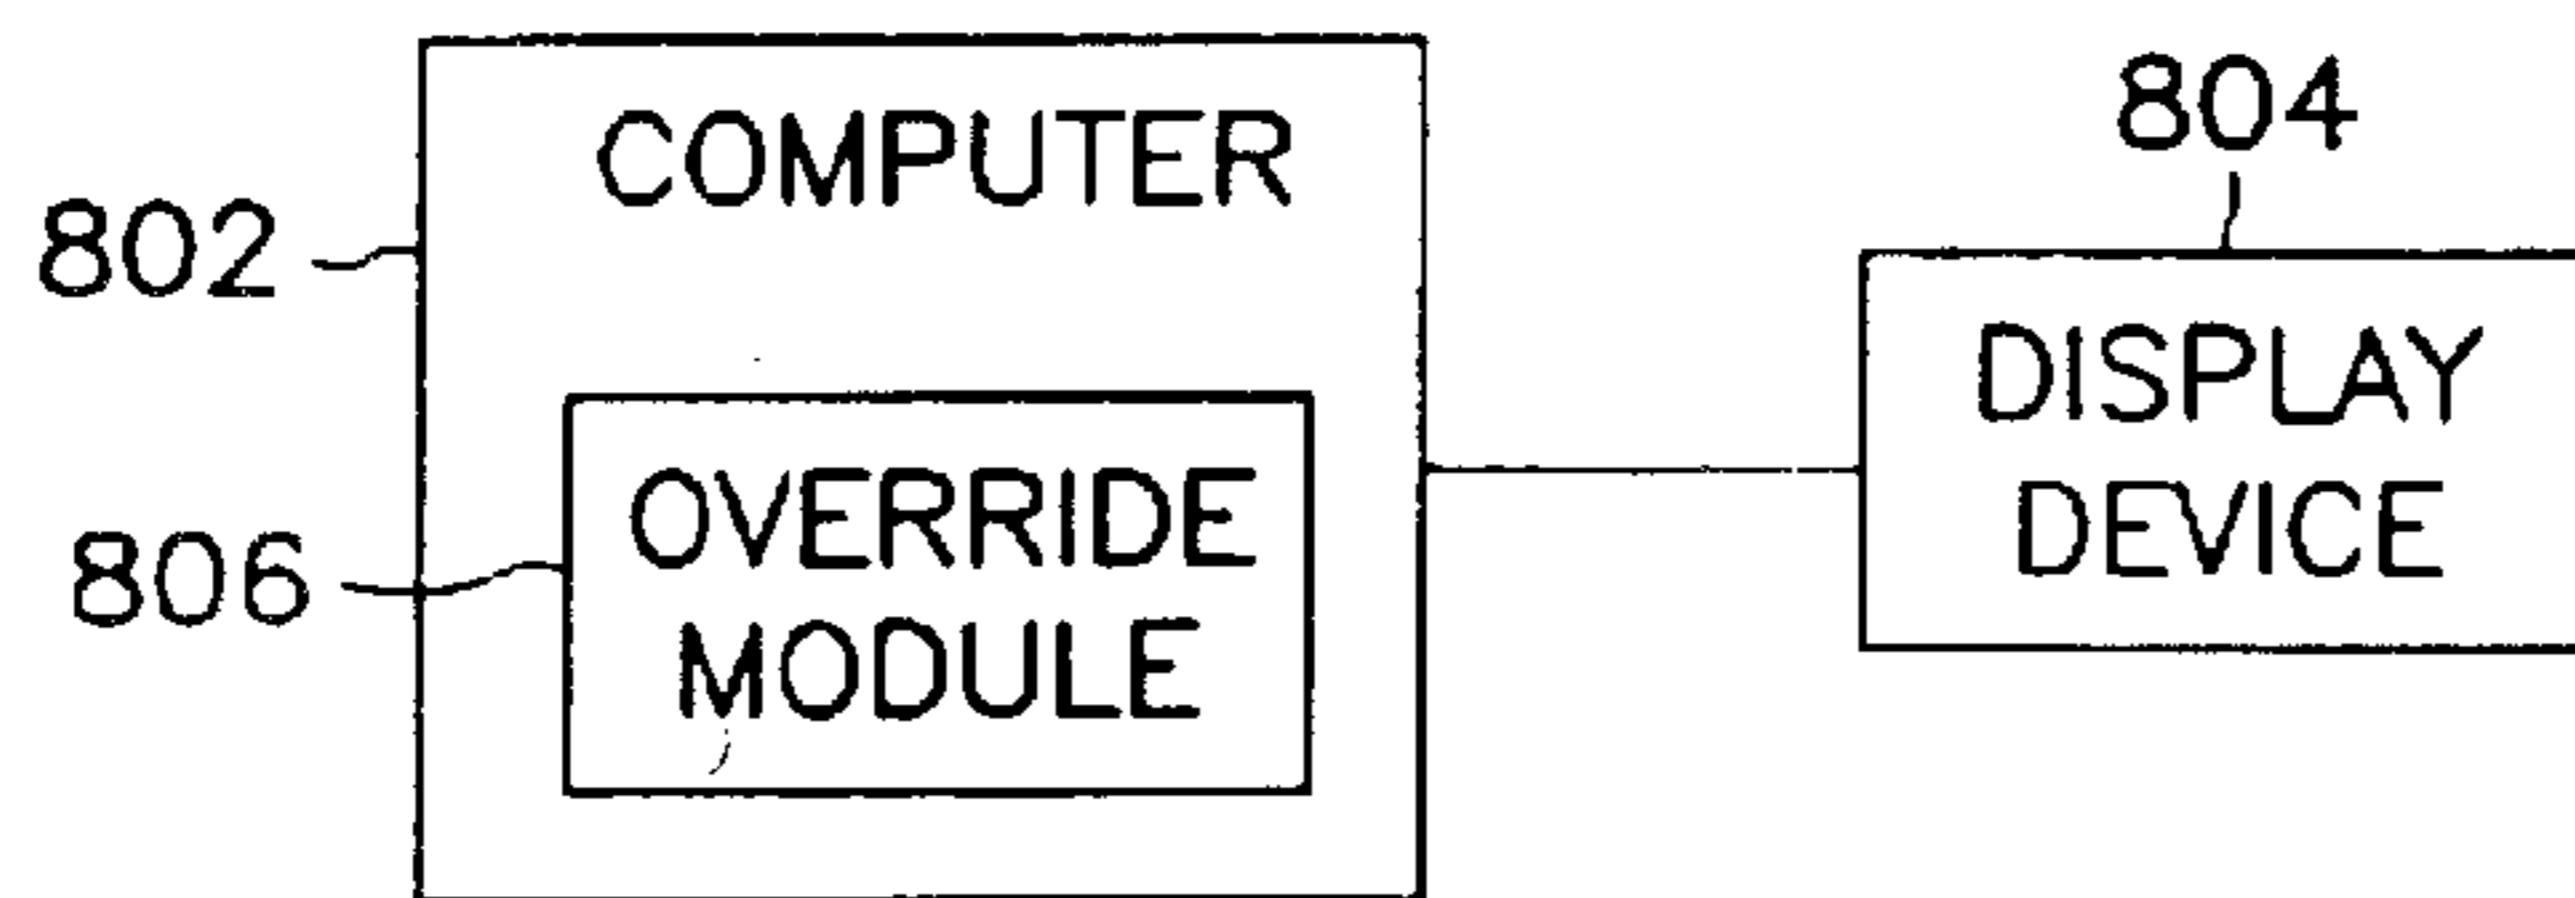 COMPUTER
802
OVERRIDE
MODULE
806
804
DISPLAY
DEVICE